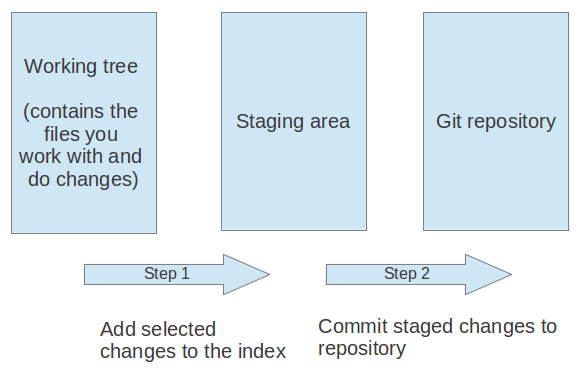 Working tree
(contains the
files you
work with and
do changes)
Staging area
Git repository
Step 1
Step 2
Add selected
changes to the index
Commit staged changes to
repository